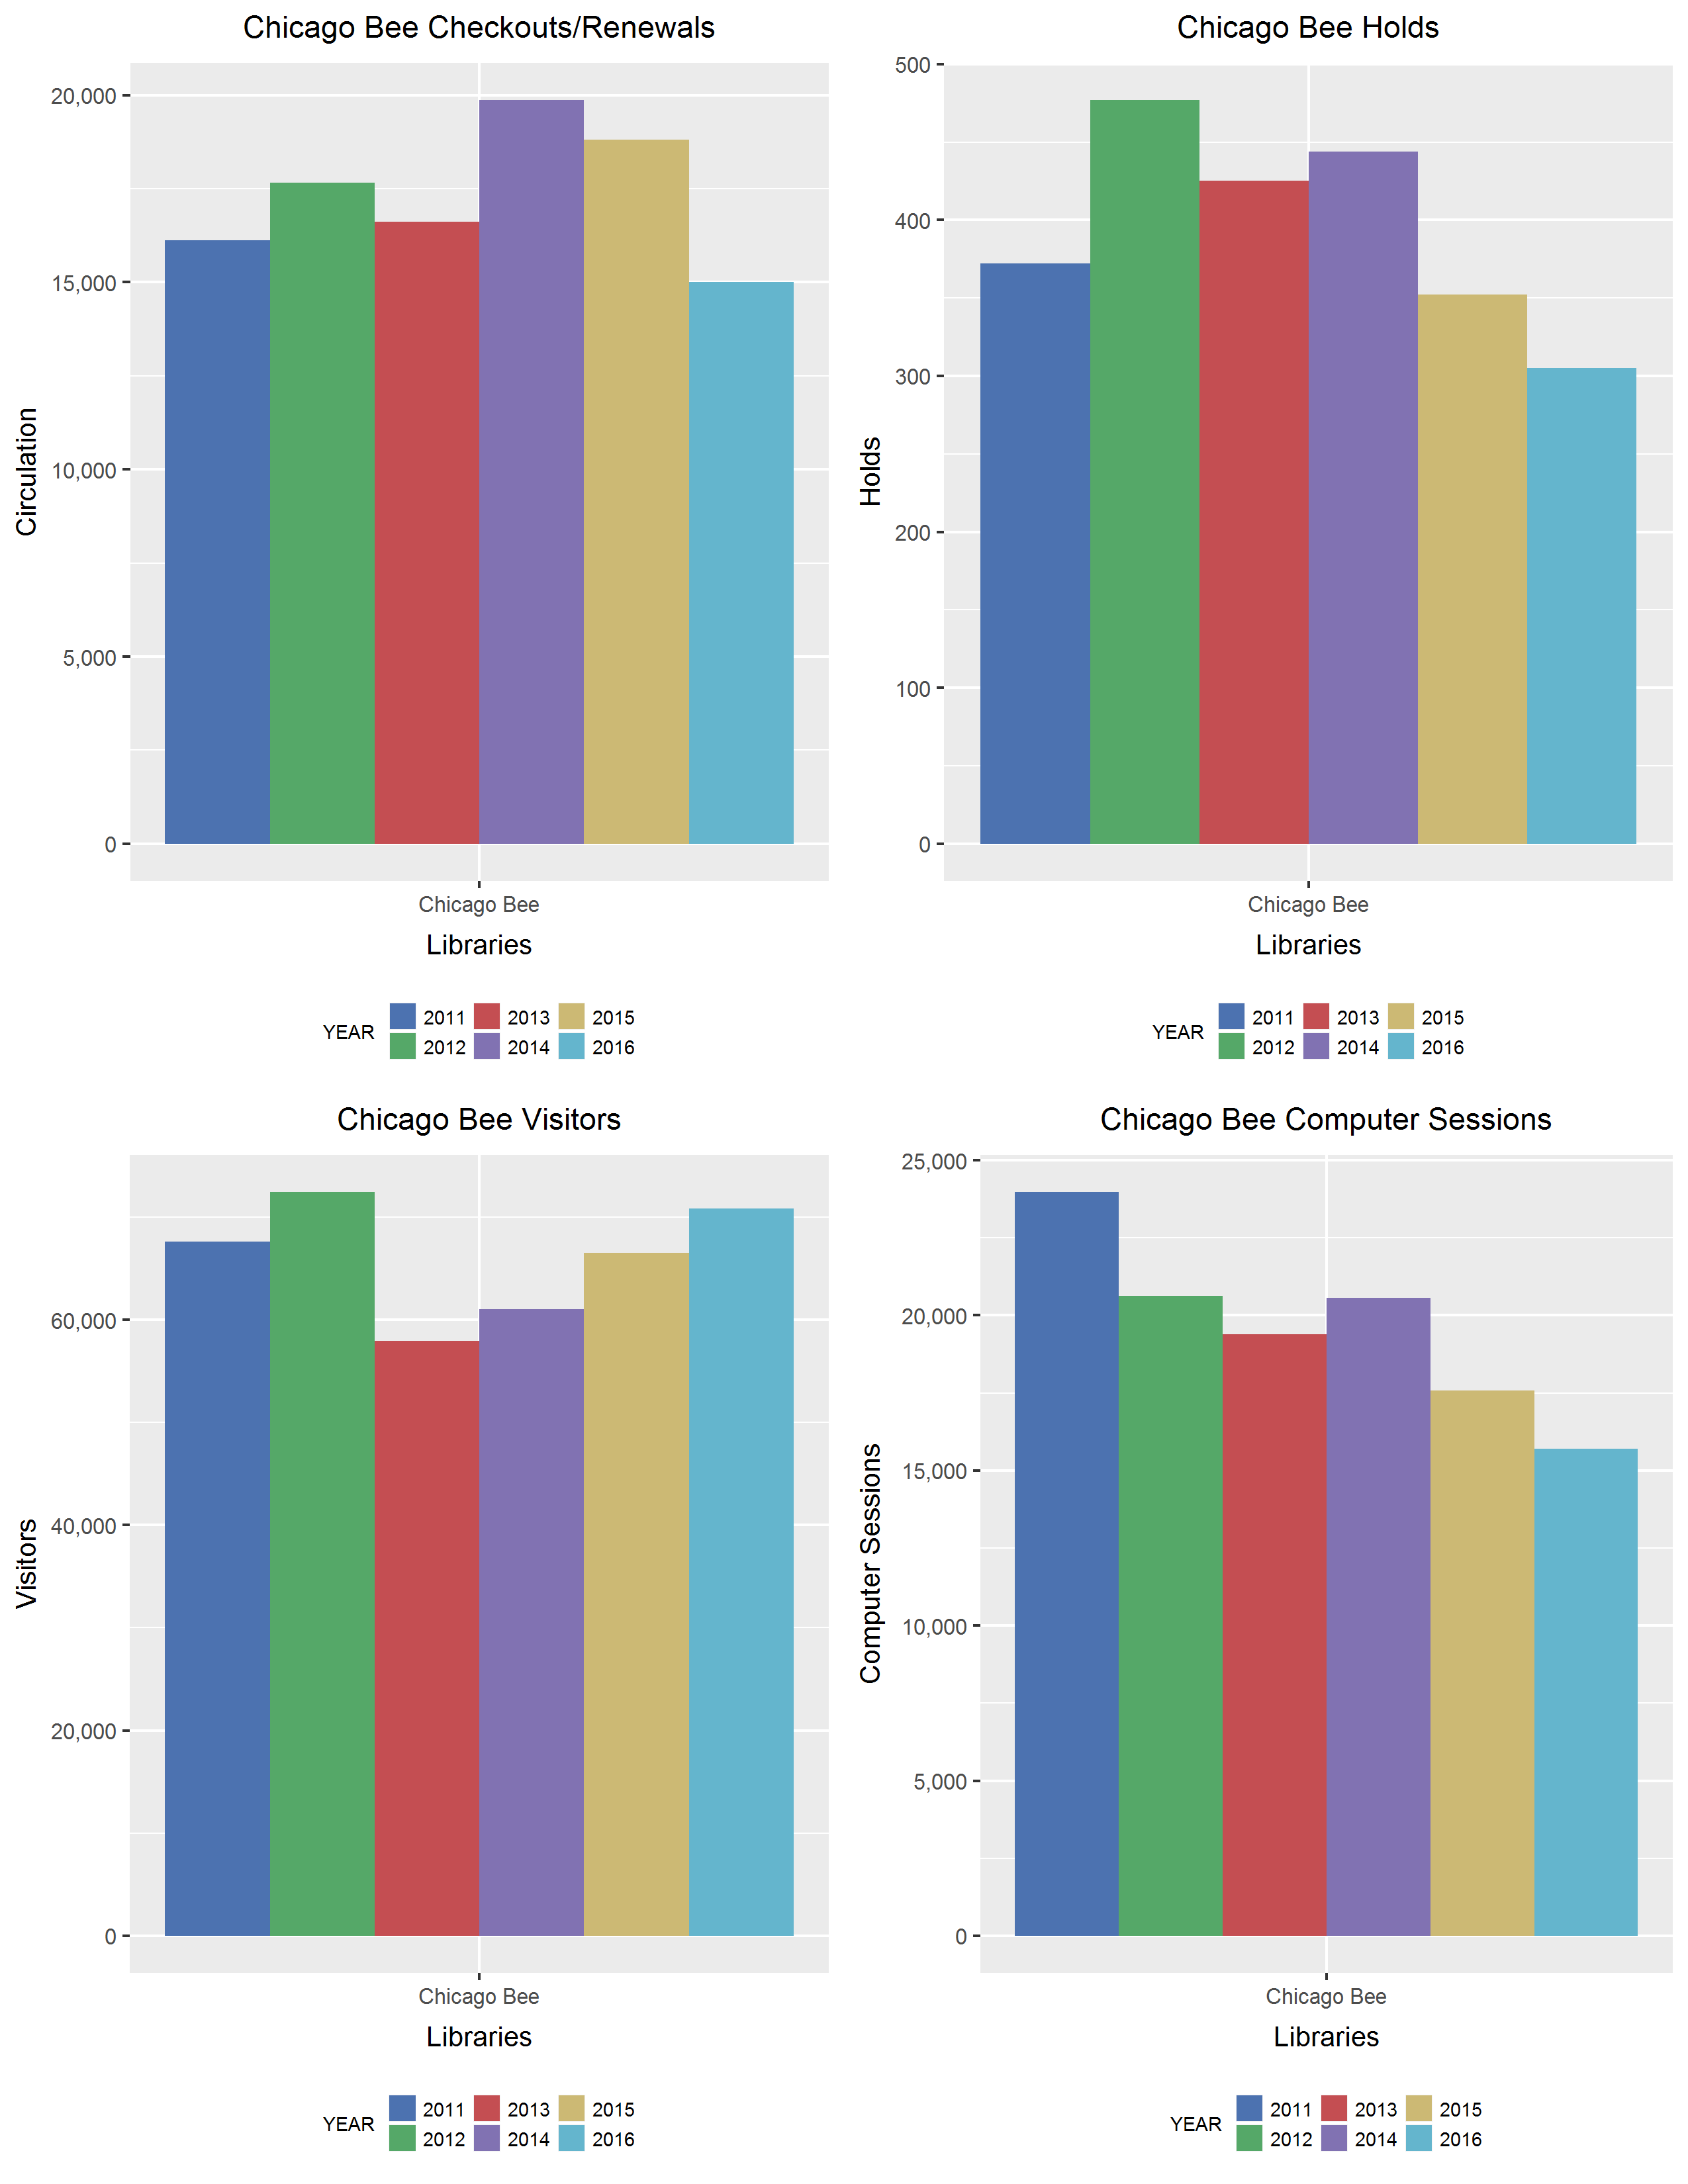 Chicago Bee Checkouts/Renewals
Circulation
20,000
15,000
10,000
5,000
0
Chicago Bee
Libraries
YEAR 2011 2013 2015
2012 2014 2016
Chicago Bee Holds
Holds
500
400
300
200
100
0
Chicago Bee
Libraries
YEAR 2011 2013 2015
2012 2014 2016
Chicago Bee Visitors
Visitors
60,000
40,000
20,000
0
Chicago Bee
Libraries
YEAR 2011 2013 2015
2012 2014 2016
Chicago Bee Computer Sessions
Computer Sessions
25,000
20,000
15,000
10,000
5,000
0
Chicago Bee
Libraries
YEAR 2011 2013 2015
2012 2014 2016